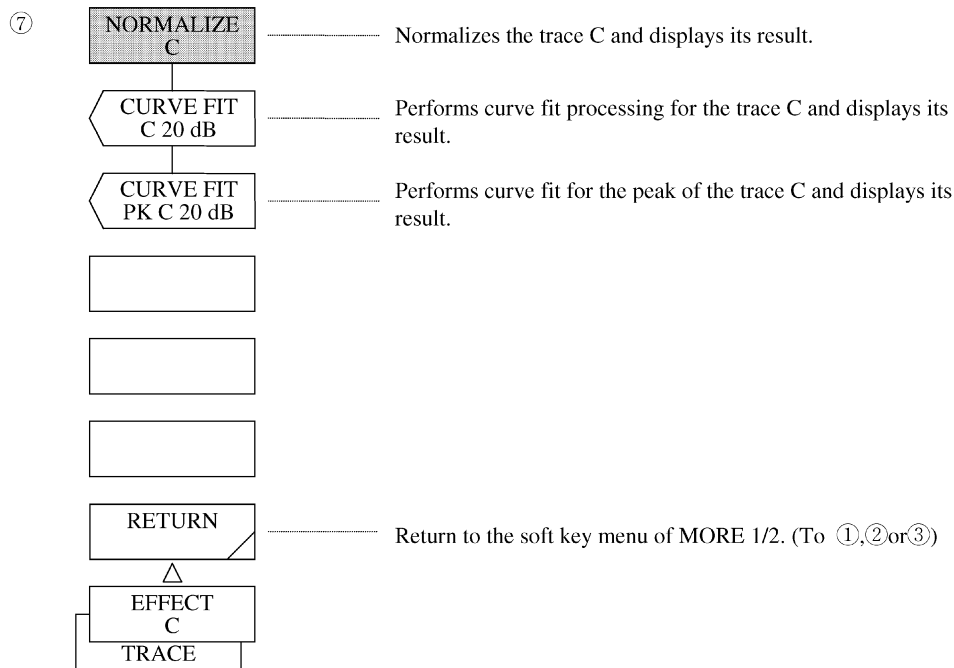 ⑦
NORMALIZE
C
Normalizes the trace C and displays its result.
CURVE FIT
C 20 dB
Performs curve fit processing for the trace C and displays its
result.
CURVE FIT
PK C 20 dB
Performs curve fit for the peak of the trace C and displays its
result.
RETURN
Return to the soft key menu of MORE 1/2. (To ①,②or③)
EFFECT
C
TRACE